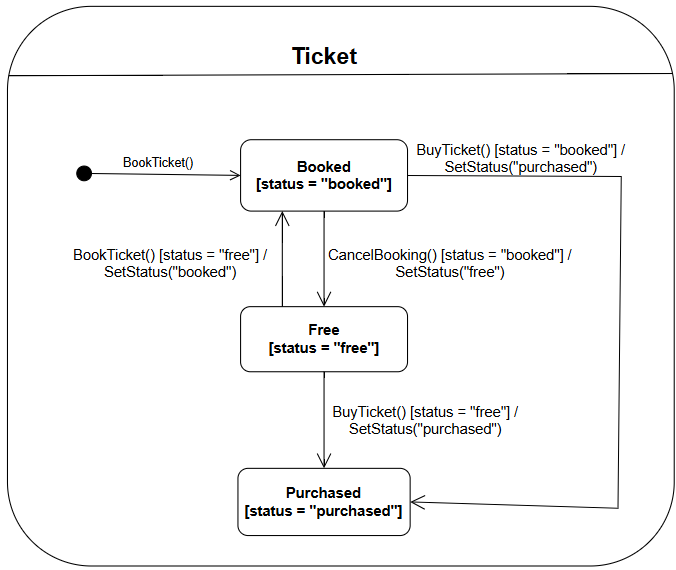 Ticket
BookTicket()
Booked
[status = "booked"]
BuyTicket() [status = "booked"] /
SetStatus("purchased")
BookTicket() [status = "free"] /
SetStatus("booked")
CancelBooking() [status = "booked"] /
SetStatus("free")
Free
[status = "free"]
BuyTicket() [status = "free"] /
SetStatus("purchased")
Purchased
[status = "purchased"]